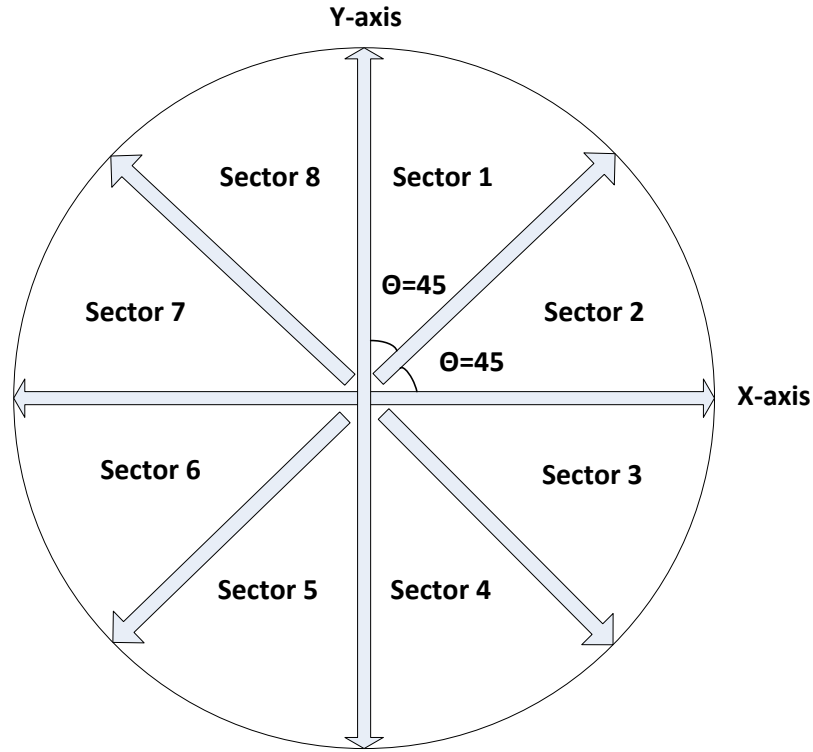 Y-axis
Sector 8
Sector 1
Θ=45
Sector 7
Sector 2
Θ=45
X-axis
Sector 6
Sector 3
Sector 5
Sector 4